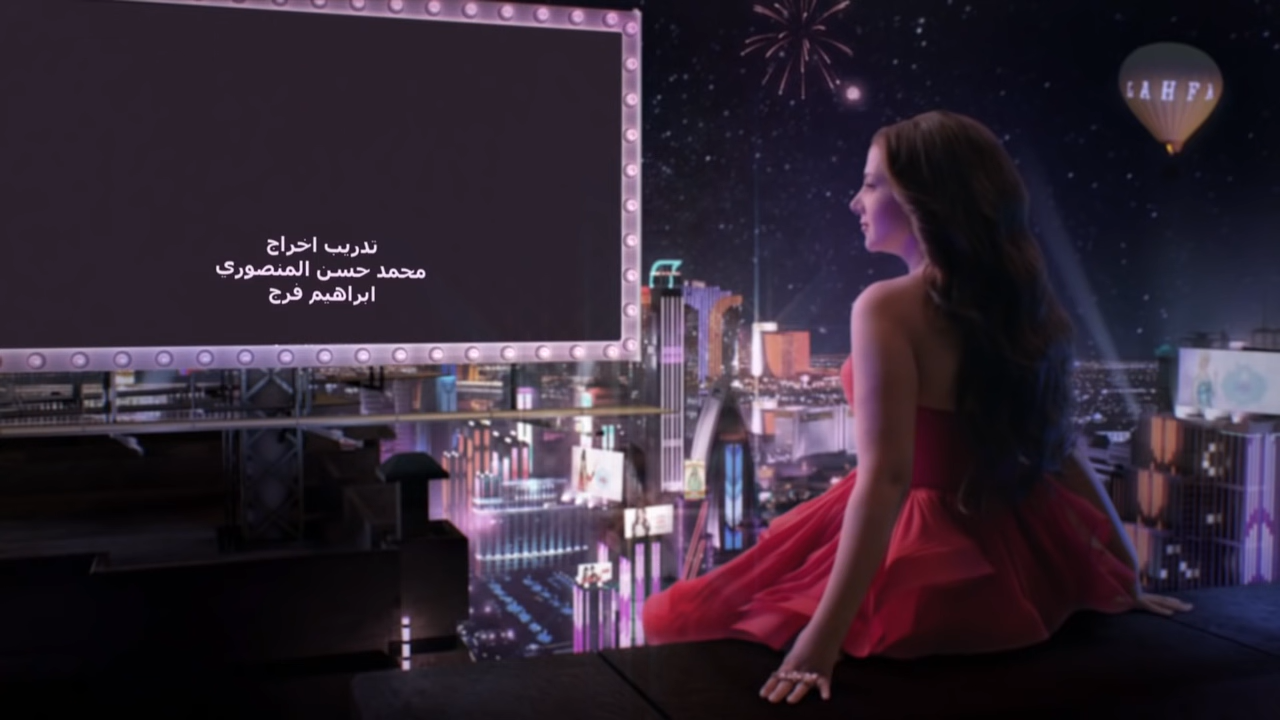 تدريب اخراج
محمد حسن المنصوري
ابراهيم فرج